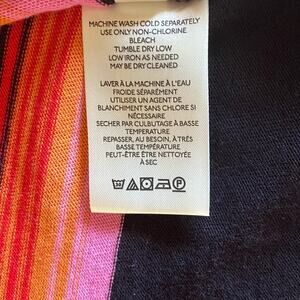 MACHINE WASH COLD SEPARATELY
USE ONLY NON-CHLORINE
BLEACH
TUMBLE DRY LOW
LOW IRON AS NEEDED
MAY BE DRY CLEANED
LAVER À LA MACHINE À L'EAU
FROIDE SÉPARÉMENT
UTILISER UN AGENT DE
BLANCHIMENT SANS CHLORE SI
NÉCESSAIRE
SECHER PAR CULBUTAGE À BASSE
TEMPERATURE
REPASSER, AU BESOIN, À TRÈS
BASSE TEMPÉRATURE
PEUT-ÊTRE ÊTRE NETTOYÉE
À SEC